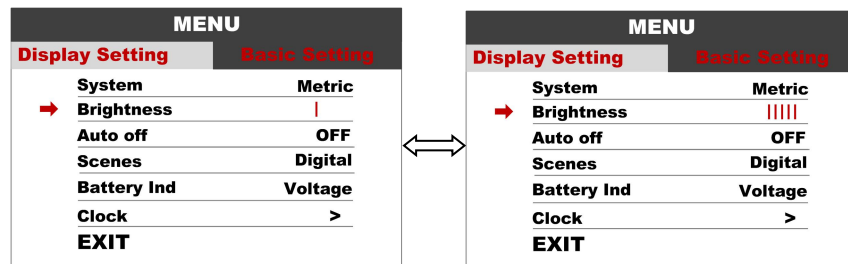 MENU
Display Setting Basic Setting
System Metric
Brightness |
Auto off OFF
Scenes Digital
Battery Ind Voltage
Clock >
EXIT
MENU
Display Setting Basic Setting
System Metric
Brightness |||||
Auto off OFF
Scenes Digital
Battery Ind Voltage
Clock >
EXIT